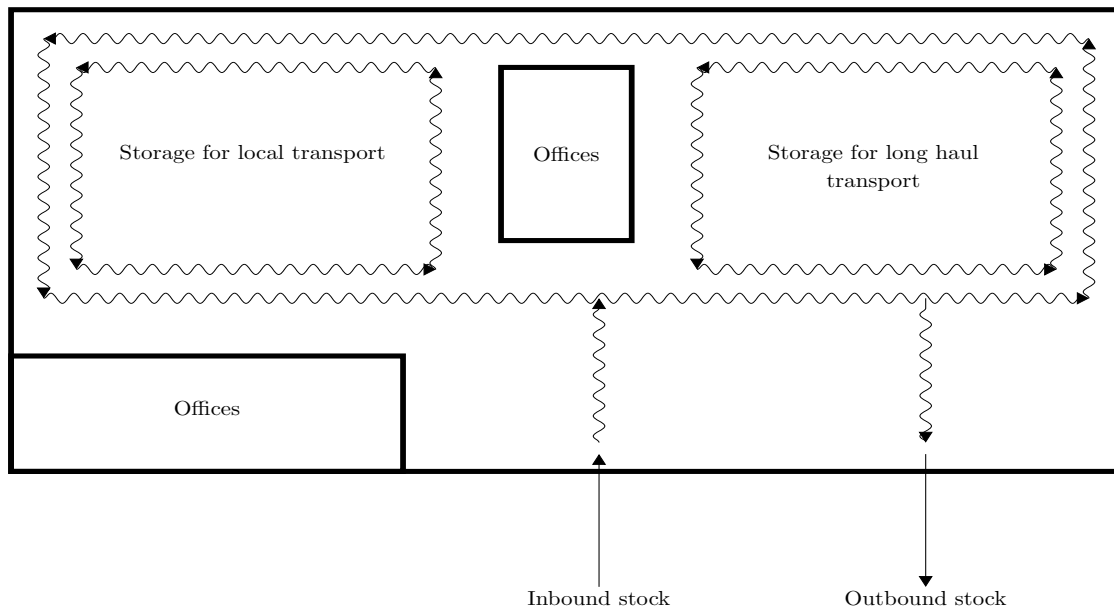 Storage for local transport
Offices
Storage for long haul
transport
Offices
Inbound stock
Outbound stock